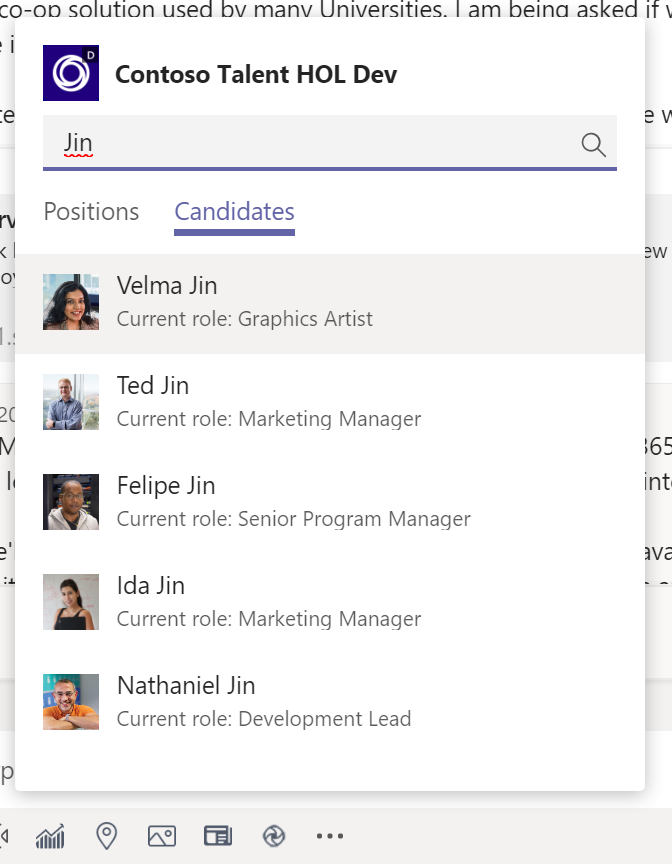 co-op solution used by many Universities. I am being asked if
D
Contoso Talent HOL Dev
Jin
Positions Candidates
Velma Jin
Current role: Graphics Artist
Ted Jin
Current role: Marketing Manager
Felipe Jin
Current role: Senior Program Manager
Ida Jin
Current role: Marketing Manager
Nathaniel Jin
Current role: Development Lead